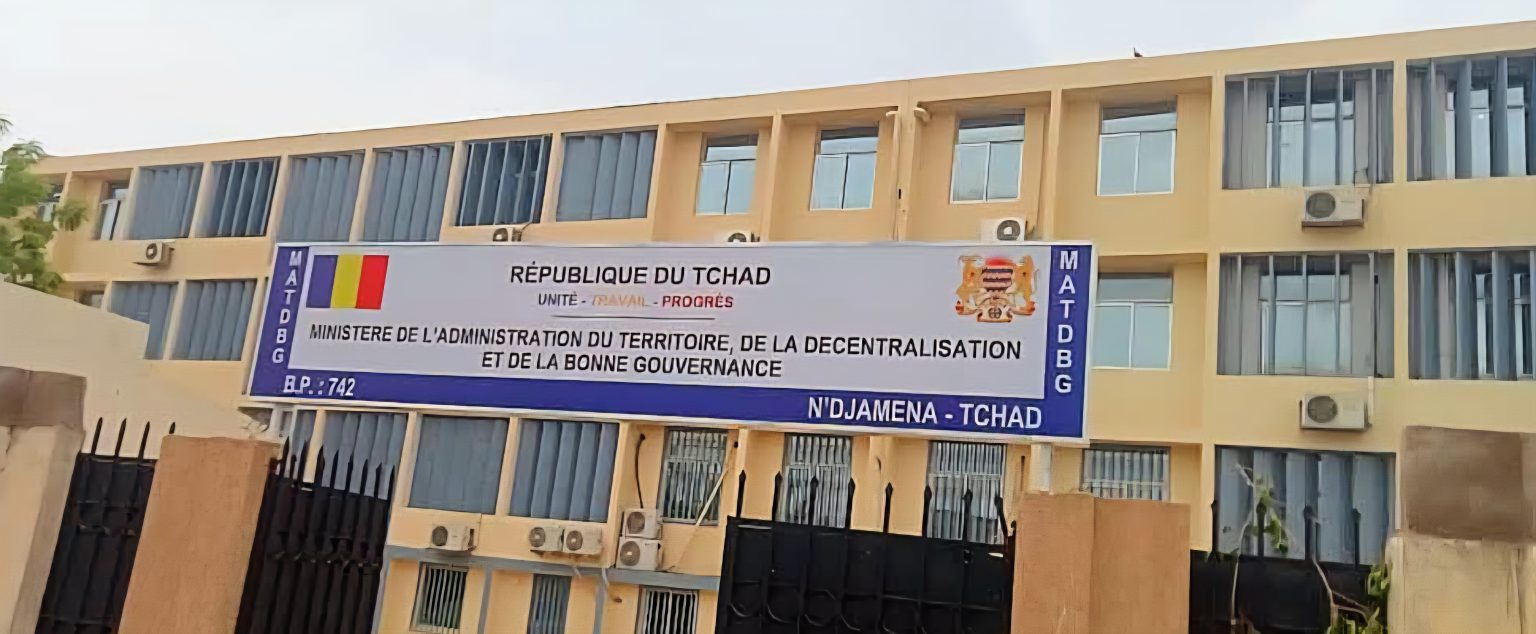 RÉPUBLIQUE DU TCHAD
UNITÉ - TRAVAIL - PROGRÉS
MINISTERE DE L'ADMINISTRATION DU TERRITOIRE, DE LA DECENTRALISATION
ET DE LA BONNE GOUVERNANCE
MATDBG
MATDBG
B.P. : 742
N'DJAMENA - TCHAD